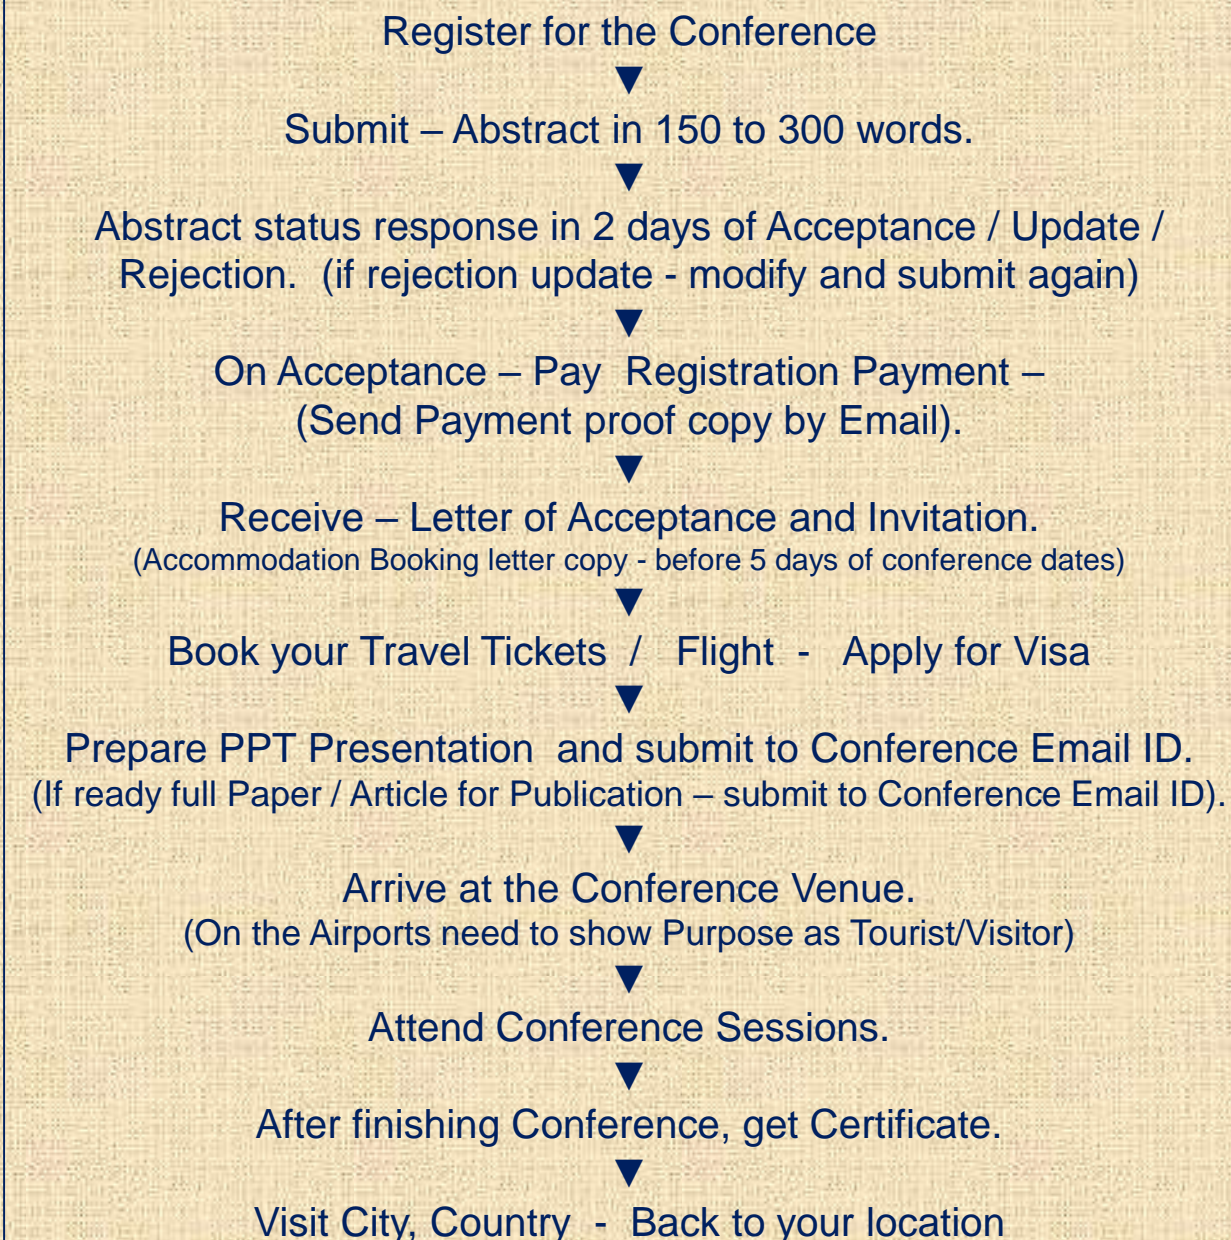 Register for the Conference
▼
Submit – Abstract in 150 to 300 words.
▼
Abstract status response in 2 days of Acceptance / Update /
Rejection.  (if rejection update - modify and submit again)
▼
On Acceptance – Pay  Registration Payment –
(Send Payment proof copy by Email).
▼
Receive – Letter of Acceptance and Invitation.
(Accommodation Booking letter copy - before 5 days of conference dates)
▼
Book your Travel Tickets  /   Flight  -   Apply for Visa
▼
Prepare PPT Presentation  and submit to Conference Email ID.
(If ready full Paper / Article for Publication – submit to Conference Email ID).
▼
Arrive at the Conference Venue.
(On the Airports need to show Purpose as Tourist/Visitor)
▼
Attend Conference Sessions.
▼
After finishing Conference, get Certificate.
▼
Visit City, Country  -  Back to your location